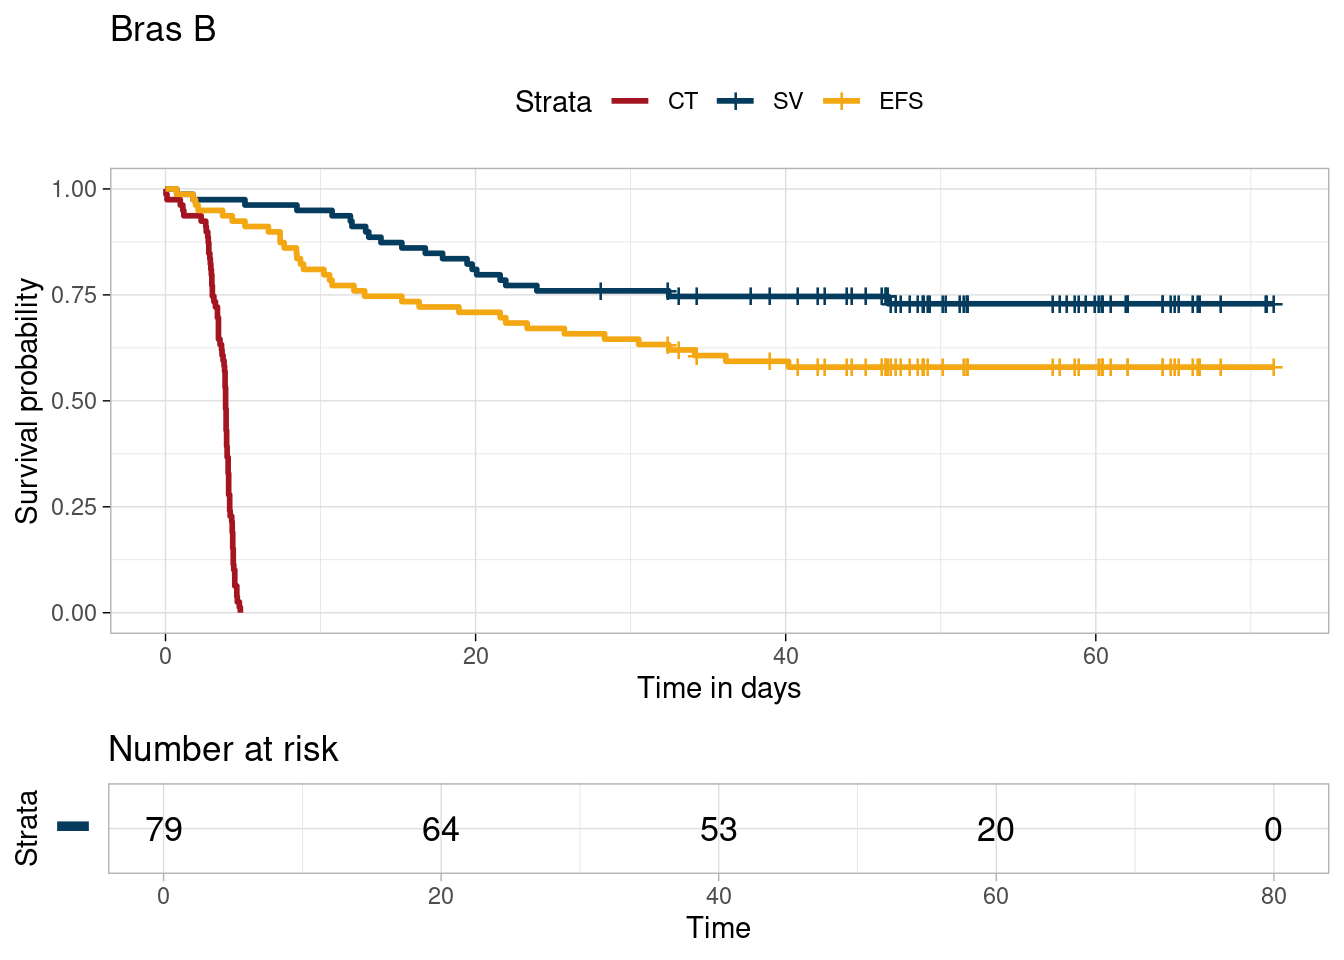 Bras B
Strata CT SV EFS
Survival probability
1.00
0.75
0.50
0.25
0.00
0 20 40 60
Time in days
Number at risk
Strata
79 64 53 20 0
0 20 40 60 80
Time